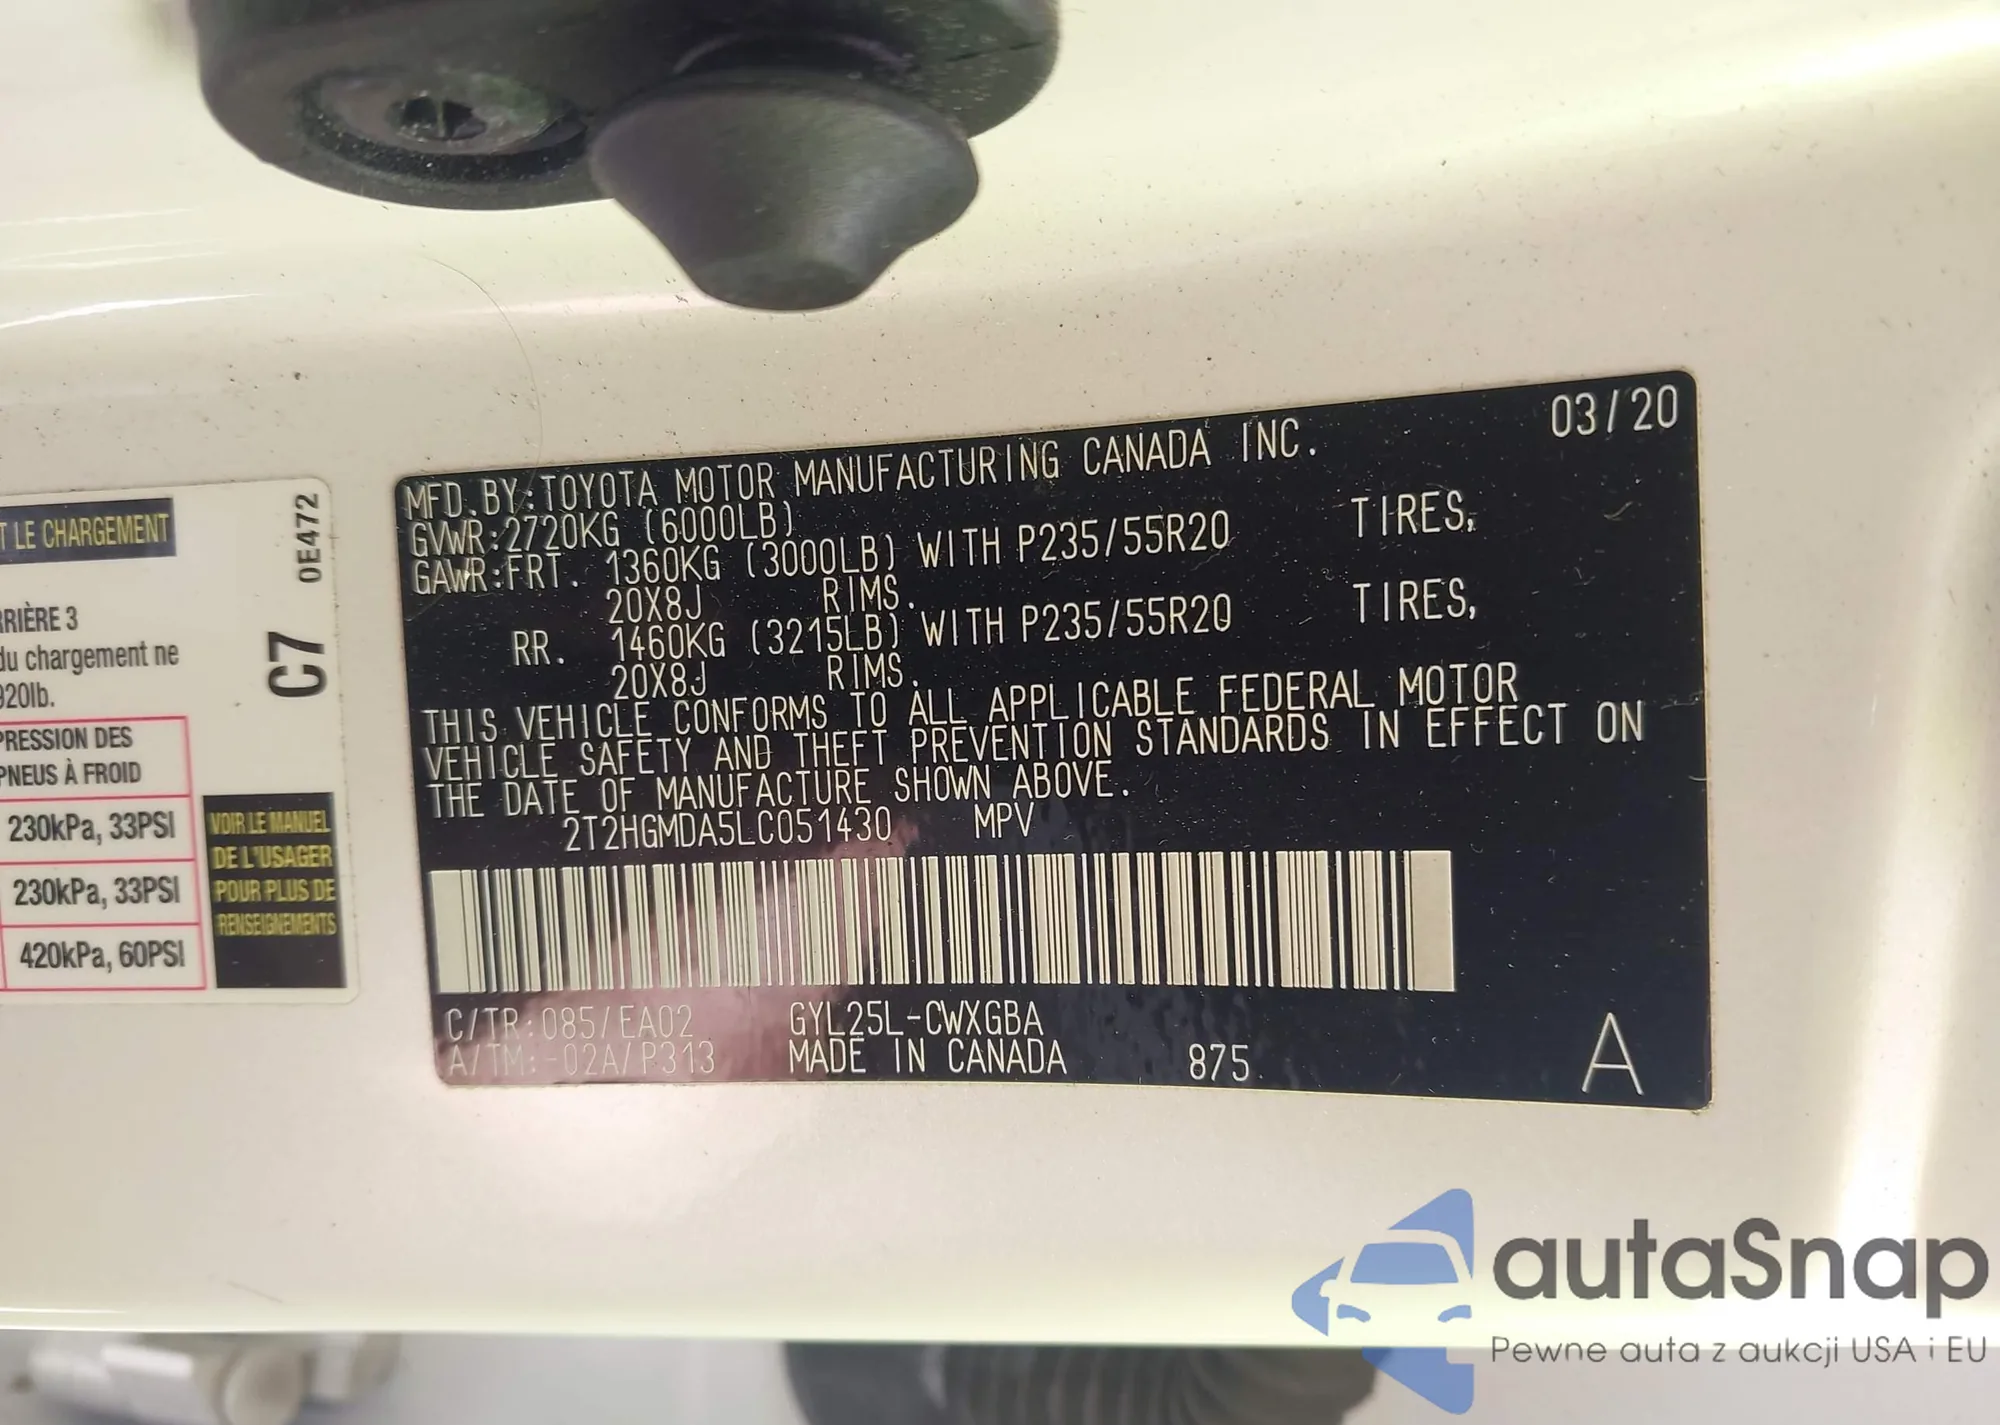 T LE CHARGEMENT
RRIÈRE 3
du chargement ne
920lb.
PRESSION DES
PNEUS À FROID
230kPa, 33PSI
230kPa, 33PSI
420kPa, 60PSI
0E472
C7
VOIR LE MANUEL
DE L'USAGER
POUR PLUS DE
RENSEIGNEMENTS
03/20
MFD.BY:TOYOTA MOTOR MANUFACTURING CANADA INC.
GVWR:2720KG (6000LB)
GAWR:FRT. 1360KG (3000LB) WITH P235/55R20 TIRES,
20X8J RIMS.
RR. 1460KG (3215LB) WITH P235/55R20 TIRES,
20X8J RIMS.
THIS VEHICLE CONFORMS TO ALL APPLICABLE FEDERAL MOTOR
VEHICLE SAFETY AND THEFT PREVENTION STANDARDS IN EFFECT ON
THE DATE OF MANUFACTURE SHOWN ABOVE.
2T2HGMDA5LC051430 MPV
C/TR:085/EA02 GYL25L-CWXGBA
A/TM:-02A/P313 MADE IN CANADA 875 A
autaSnap
Pewne auta z aukcji USA i EU